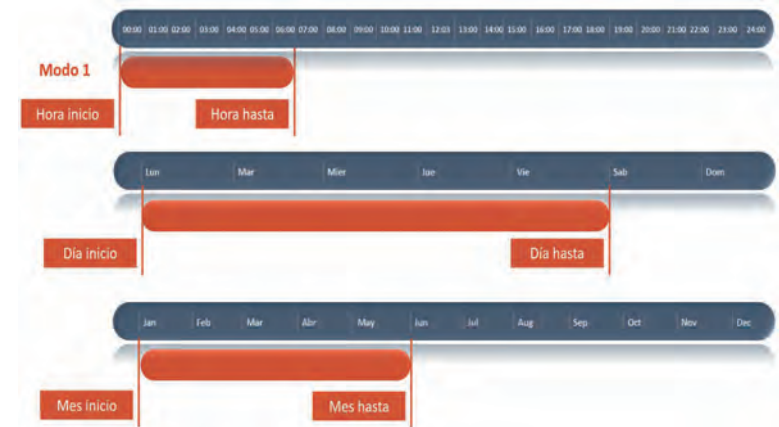 00:00 01:00 02:00 03:00 04:00 05:00 06:00 07:00 08:00 09:00 10:00 11:00 12:03 13:00 14:00 15:00 16:00 17:00 18:00 19:00 20:00 21:00 22:00 23:00 24:00
Modo 1
Hora inicio Hora hasta
Lun Mar Mier Jue Vie Sab Dom
Día inicio Día hasta
Jan Feb Mar Abr May Jun Jul Aug Sep Oct Nov Dec
Mes inicio Mes hasta